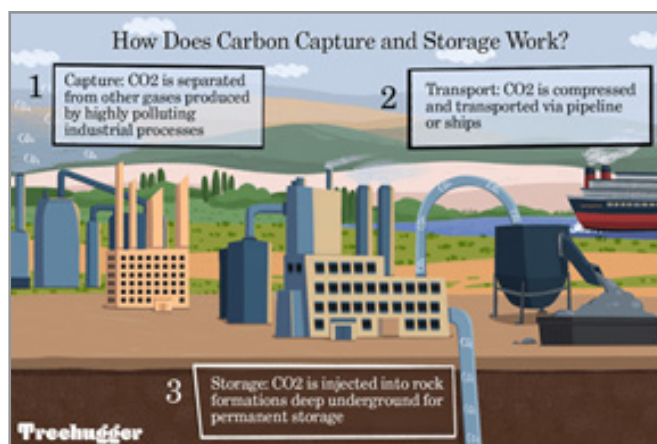 How Does Carbon Capture and Storage Work?
1
Capture: CO2 is separated
from other gases produced
by highly polluting
industrial processes
2
Transport: CO2 is compressed
and transported via pipeline
or ships
3
Storage: CO2 is injected into rock
formations deep underground for
permanent storage
Treehugger